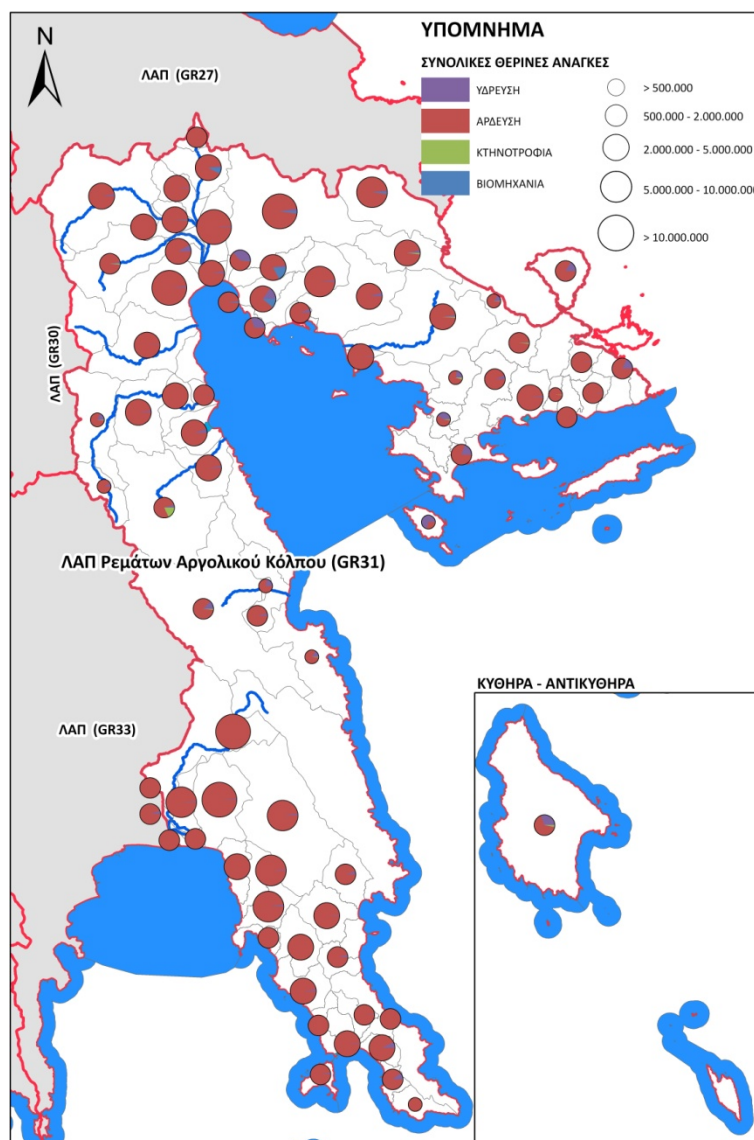 N
ΛΑΠ (GR27)
ΥΠΟΜΝΗΜΑ
ΣΥΝΟΛΙΚΕΣ ΘΕΡΙΝΕΣ ΑΝΑΓΚΕΣ
ΥΔΡΕΥΣΗ
ΑΡΔΕΥΣΗ
ΚΤΗΝΟΤΡΟΦΙΑ
ΒΙΟΜΗΧΑΝΙΑ
> 500.000
500.000 - 2.000.000
2.000.000 - 5.000.000
5.000.000 - 10.000.000
> 10.000.000
ΛΑΠ (GR30)
ΛΑΠ Ρεμάτων Αργολικού Κόλπου (GR31)
ΛΑΠ (GR33)
ΚΥΘΗΡΑ - ΑΝΤΙΚΥΘΗΡΑ